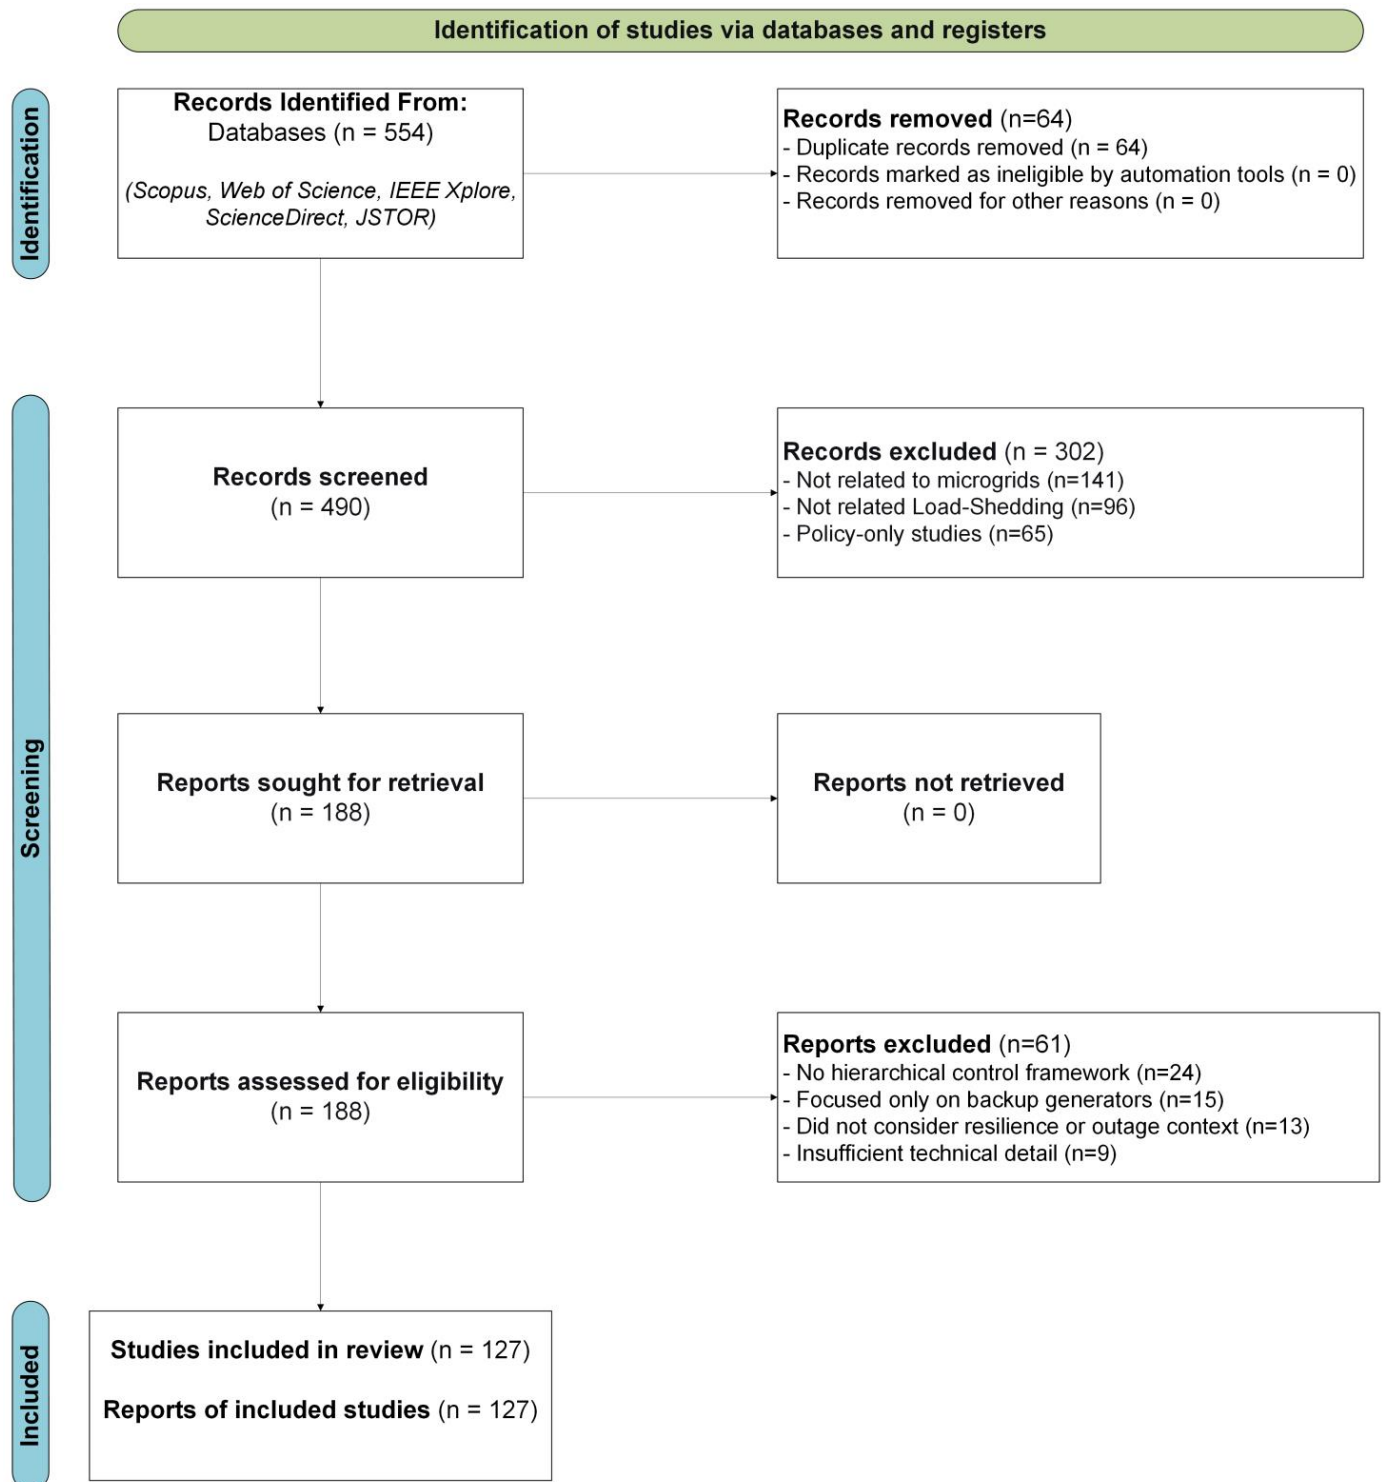 Identification of studies via databases and registers
Identification
Records Identified From:
Databases (n = 554)
(Scopus, Web of Science, IEEE Xplore,
ScienceDirect, JSTOR)
Records removed (n=64)
- Duplicate records removed (n = 64)
- Records marked as ineligible by automation tools (n = 0)
- Records removed for other reasons (n = 0)
Screening
Records screened
(n = 490)
Records excluded (n = 302)
- Not related to microgrids (n=141)
- Not related Load-Shedding (n=96)
- Policy-only studies (n=65)
Reports sought for retrieval
(n = 188)
Reports not retrieved
(n = 0)
Reports assessed for eligibility
(n = 188)
Reports excluded (n=61)
- No hierarchical control framework (n=24)
- Focused only on backup generators (n=15)
- Did not consider resilience or outage context (n=13)
- Insufficient technical detail (n=9)
Included
Studies included in review (n = 127)
Reports of included studies (n = 127)